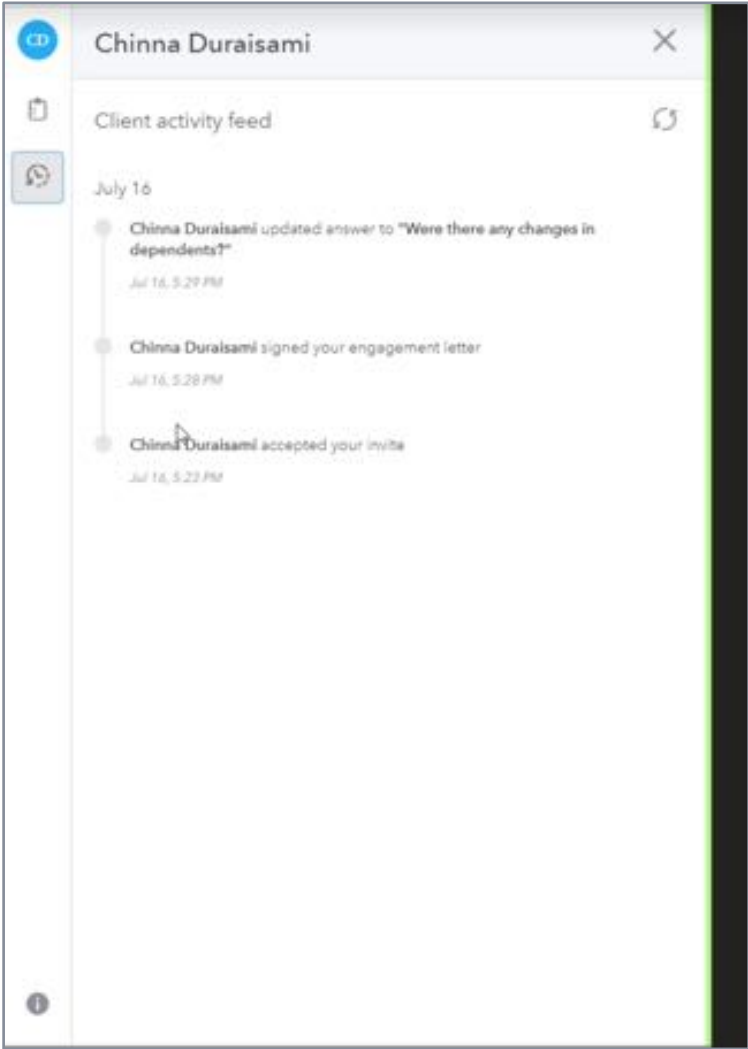 CD
Chinna Duraisami
Client activity feed
July 16
Chinna Duraisami updated answer to "Were there any changes in
dependents?"
Jul 16, 5:29 PM
Chinna Duraisami signed your engagement letter
Jul 16, 5:28 PM
Chinna Duraisami accepted your invite
Jul 16, 5:23 PM